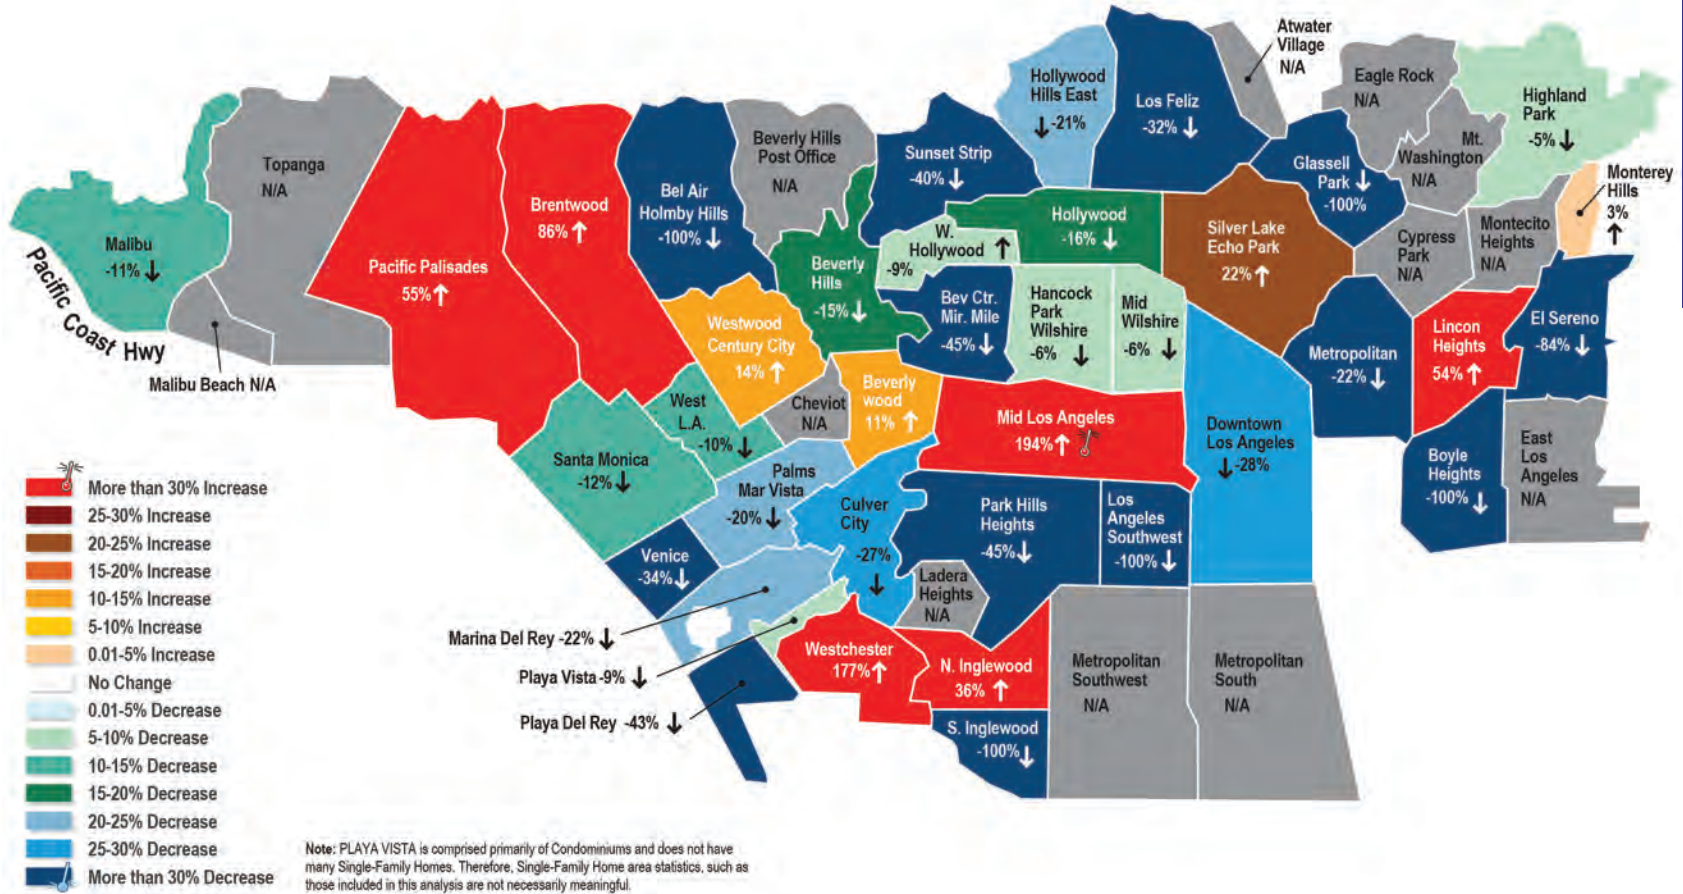 Atwater
Village
N/A
Hollywood
Hills East
↓ -21%
Los Feliz
-32% ↓
Eagle Rock
N/A
Highland
Park
-5% ↓
Topanga
N/A
Beverly Hills
Post Office
N/A
Sunset Strip
-40% ↓
Glassell
Park ↓
-100%
Mt.
Washington
N/A
Monterey
Hills
3%
↑
Brentwood
86% ↑
Bel Air
Holmby Hills
-100% ↓
W.
Hollywood ↑
-9%
Hollywood
-16% ↓
Silver Lake
Echo Park
22% ↑
Cypress
Park
N/A
Montecito
Heights
N/A
Malibu
-11% ↓
Pacific Coast Hwy
Pacific Palisades
55% ↑
Beverly
Hills
-15% ↓
Bev Ctr.
Mir. Mile
-45% ↓
Hancock
Park
Wilshire
-6% ↓
Mid
Wilshire
-6% ↓
Lincon
Heights
54% ↑
El Sereno
-84% ↓
Westwood
Century City
14% ↑
Metropolitan
-22% ↓
Malibu Beach N/A
West
L.A.
-10% ↓
Cheviot
N/A
Beverly
wood
11% ↑
Mid Los Angeles
194% ↑
Downtown
Los Angeles
↓ -28%
Santa Monica
-12% ↓
Palms
Mar Vista
-20% ↓
Culver
City
-27%
↓
Park Hills
Heights
-45% ↓
Los
Angeles
Southwest
-100% ↓
Boyle
Heights
-100% ↓
East
Los
Angeles
N/A
Venice
-34% ↓
Ladera
Heights
N/A
Marina Del Rey -22% ↓
Playa Vista -9% ↓
Playa Del Rey -43% ↓
Westchester
177% ↑
N. Inglewood
36% ↑
S. Inglewood
-100% ↓
Metropolitan
Southwest
N/A
Metropolitan
South
N/A
More than 30% Increase
25-30% Increase
20-25% Increase
15-20% Increase
10-15% Increase
5-10% Increase
0.01-5% Increase
No Change
0.01-5% Decrease
5-10% Decrease
10-15% Decrease
15-20% Decrease
20-25% Decrease
25-30% Decrease
More than 30% Decrease
Note: PLAYA VISTA is comprised primarily of Condominiums and does not have
many Single-Family Homes. Therefore, Single-Family Home area statistics, such as
those included in this analysis are not necessarily meaningful.